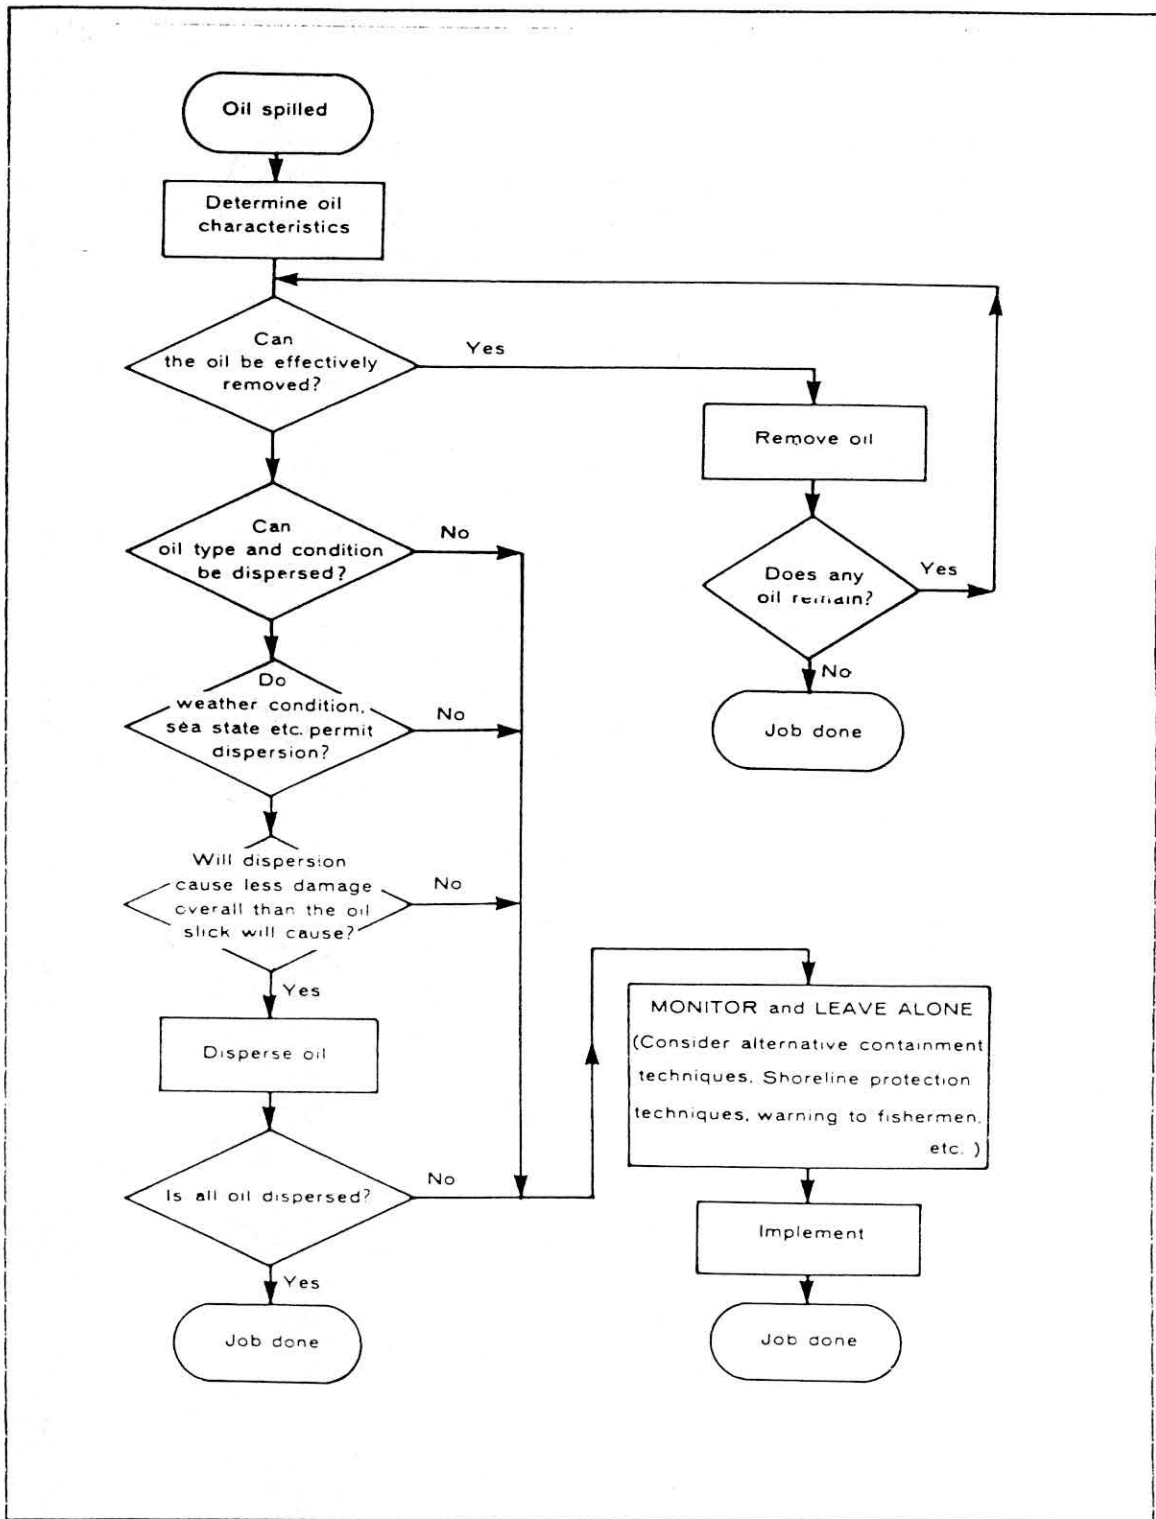 Oil spilled
Determine oil
characteristics
Can
the oil be effectively
removed?
Yes
Remove oil
Can
oil type and condition
be dispersed?
No
Does any
oil remain?
Yes
No
Job done
Do
weather condition,
sea state etc. permit
dispersion?
No
Will dispersion
cause less damage
overall than the oil
slick will cause?
No
Yes
Disperse oil
MONITOR and LEAVE ALONE
(Consider alternative containment
techniques, Shoreline protection
techniques, warning to fishermen,
etc. )
Is all oil dispersed?
No
Implement
Yes
Job done
Job done